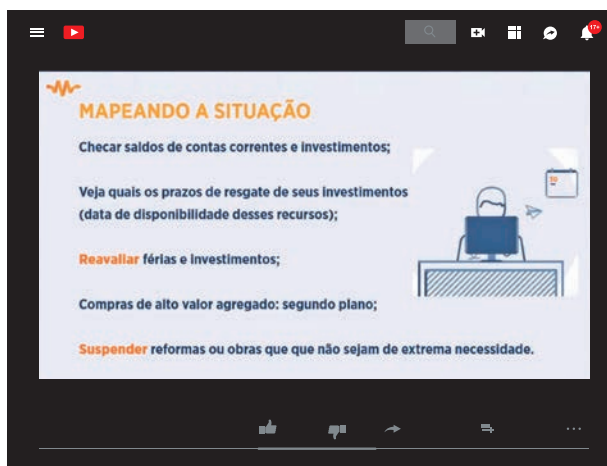 17+
MAPEANDO A SITUAÇÃO
Checar saldos de contas correntes e investimentos;
Veja quais os prazos de resgate de seus investimentos
(data de disponibilidade desses recursos);
Reavaliar férias e investimentos;
Compras de alto valor agregado: segundo plano;
Suspender reformas ou obras que que não sejam de extrema necessidade.